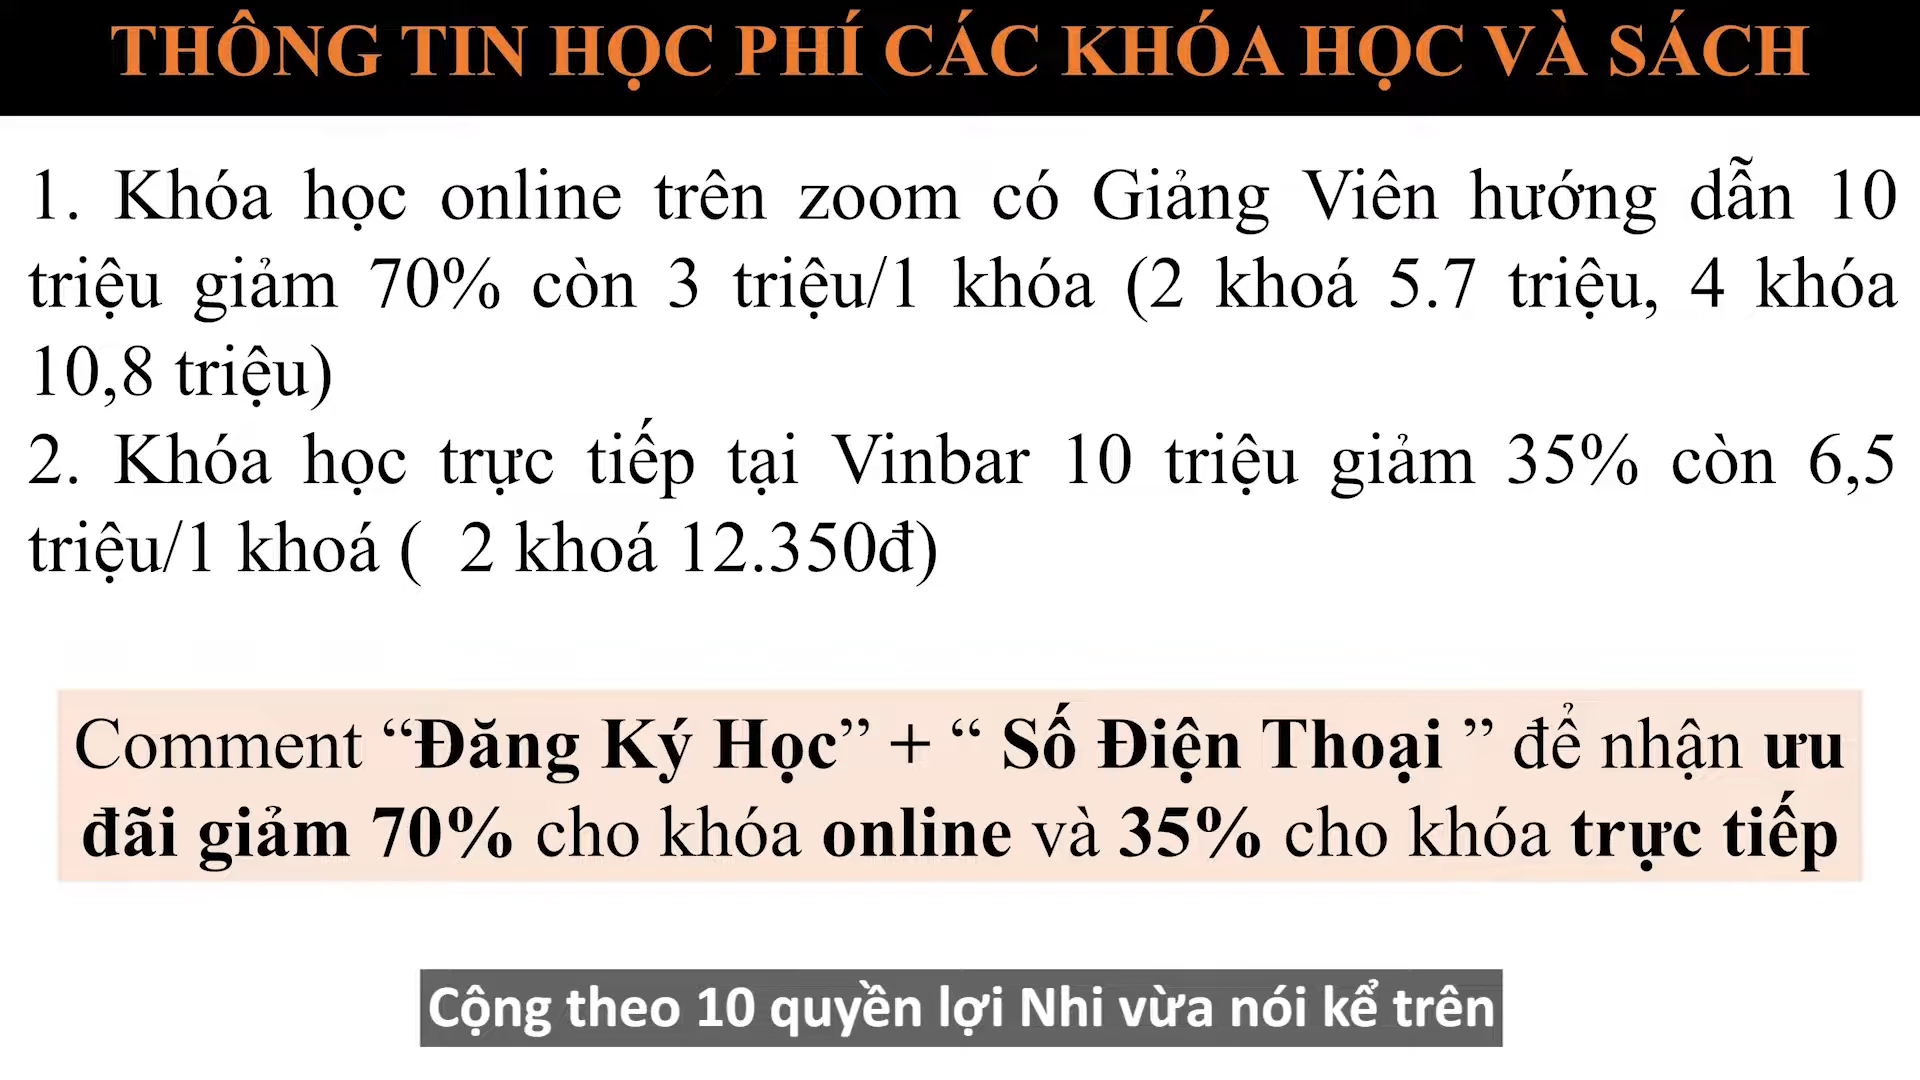 THÔNG TIN HỌC PHÍ CÁC KHÓA HỌC VÀ SÁCH
1. Khóa học online trên zoom có Giảng Viên hướng dẫn 10
triệu giảm 70% còn 3 triệu/1 khóa (2 khoá 5.7 triệu, 4 khóa
10,8 triệu)
2. Khóa học trực tiếp tại Vinbar 10 triệu giảm 35% còn 6,5
triệu/1 khoá (  2 khoá 12.350đ)
Comment “Đăng Ký Học” + “ Số Điện Thoại ” để nhận ưu
đãi giảm 70% cho khóa online và 35% cho khóa trực tiếp
Cộng theo 10 quyền lợi Nhi vừa nói kể trên